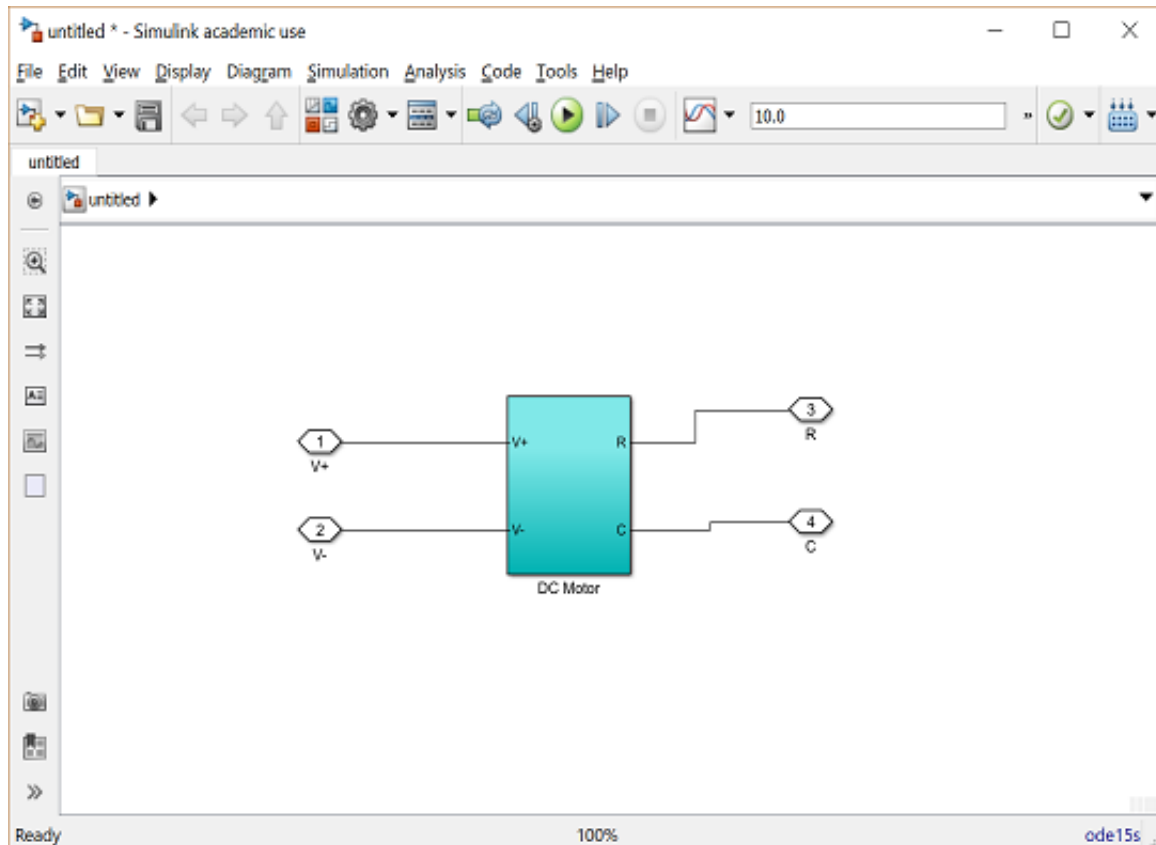 untitled * - Simulink academic use
File Edit View Display Diagram Simulation Analysis Code Tools Help
10.0 »
untitled
untitled
3
R
1 V+ R
V+
4
2 V- C
V- C
DC Motor
Ready 100% ode15s